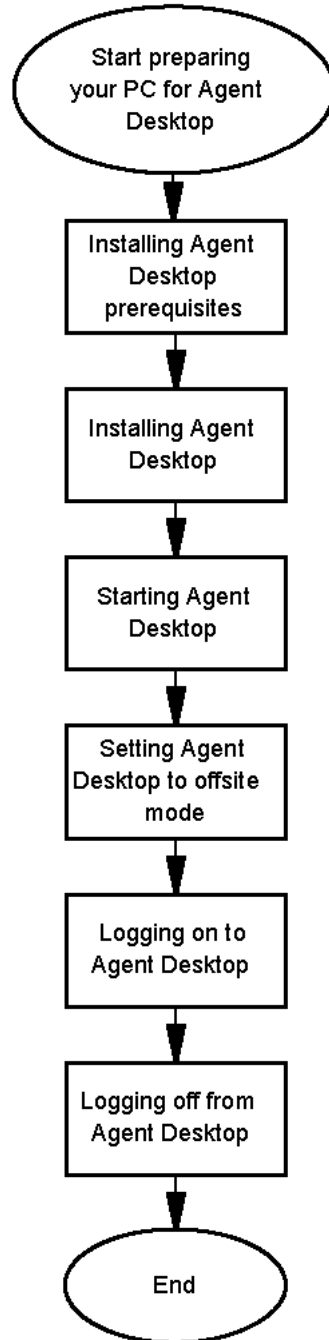 Start preparing
your PC for Agent
Desktop
Installing Agent
Desktop
prerequisites
Installing Agent
Desktop
Starting Agent
Desktop
Setting Agent
Desktop to offsite
mode
Logging on to
Agent Desktop
Logging off from
Agent Desktop
End